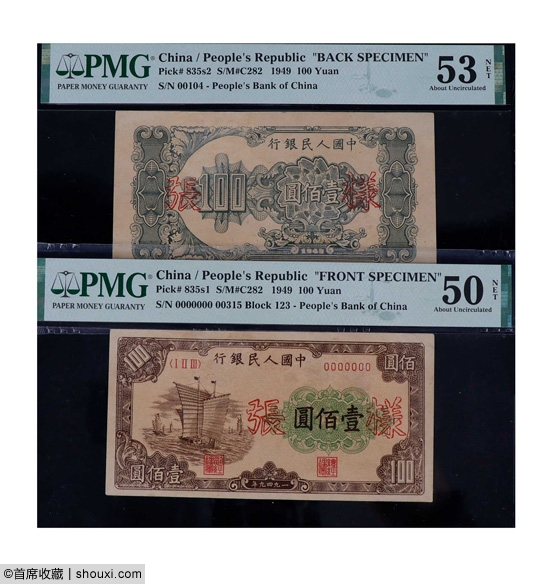 PMG®
PAPER MONEY GUARANTY
China / People's Republic "BACK SPECIMEN"
Pick# 835s2 S/M#C282 1949 100 Yuan
S/N 00104 - People's Bank of China
53 NET
About Uncirculated
行銀民人國中
張 100 圓佰壹 樣
PMG®
PAPER MONEY GUARANTY
China / People's Republic "FRONT SPECIMEN"
Pick# 835s1 S/M#C282 1949 100 Yuan
S/N 0000000 00315 Block 123 - People's Bank of China
50 NET
About Uncirculated
100 行銀民人國中 圓佰
(I II III) 0000000
張 圓佰壹 樣
圓佰壹 年九四九一 100
©首席收藏 | shouxi.com